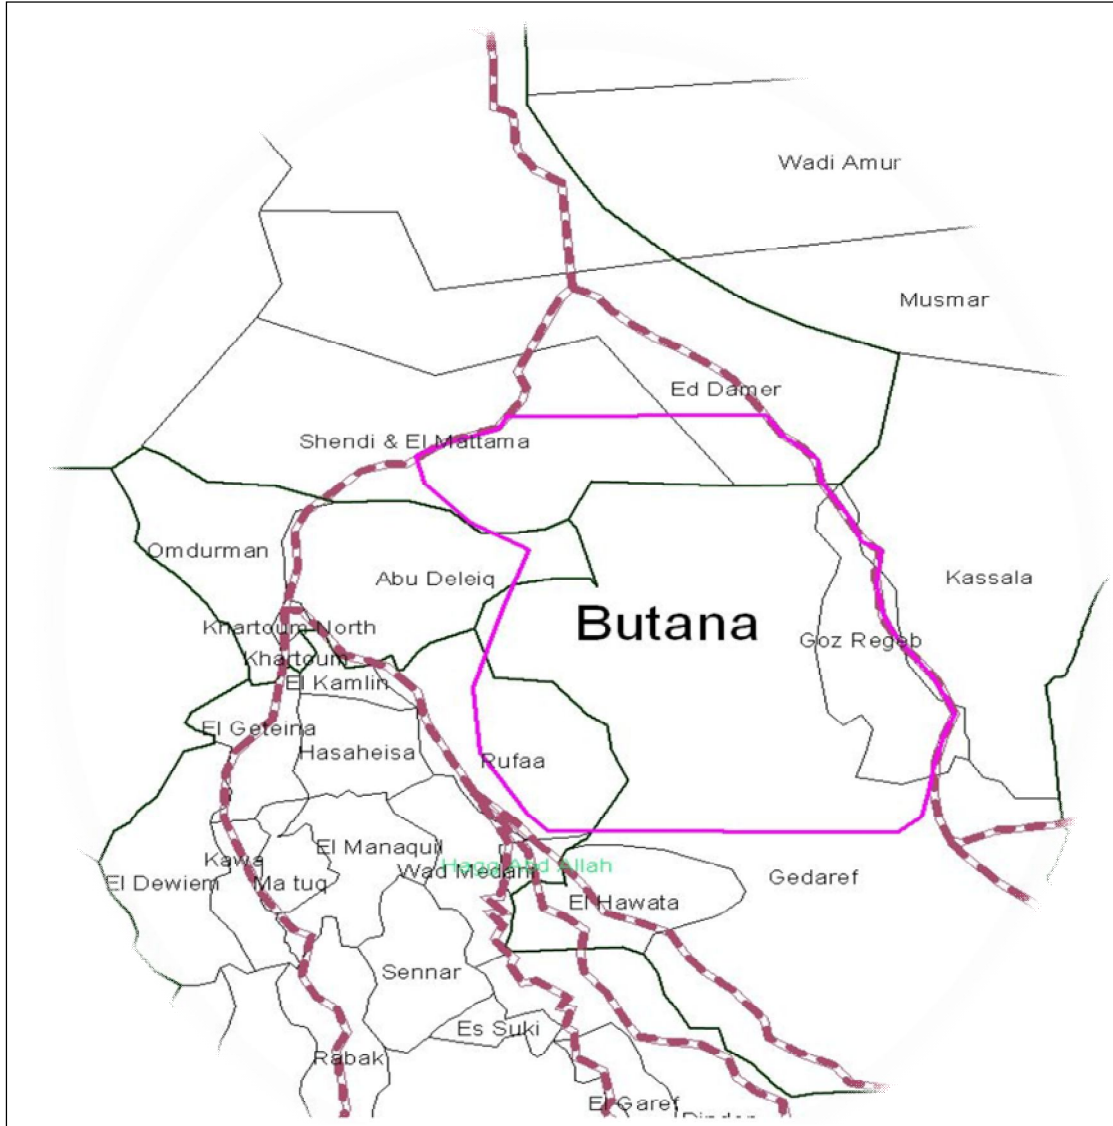 Wadi Amur
Musmar
Ed Damer
Shendi & El Mattama
Omdurman
Abu Deleiq
Kassala
Butana
Khartoum North
Goz Regeb
Khartoum
El Kamlin
El Geteina
Hasaheisa
Rufaa
El Manaquil
Kawa
Hagg Abd Allah
Wad Medani
El Dewiem
Ma tuq
Gedaref
El Hawata
Sennar
Es Suki
Rabak
El Garef
Dinder